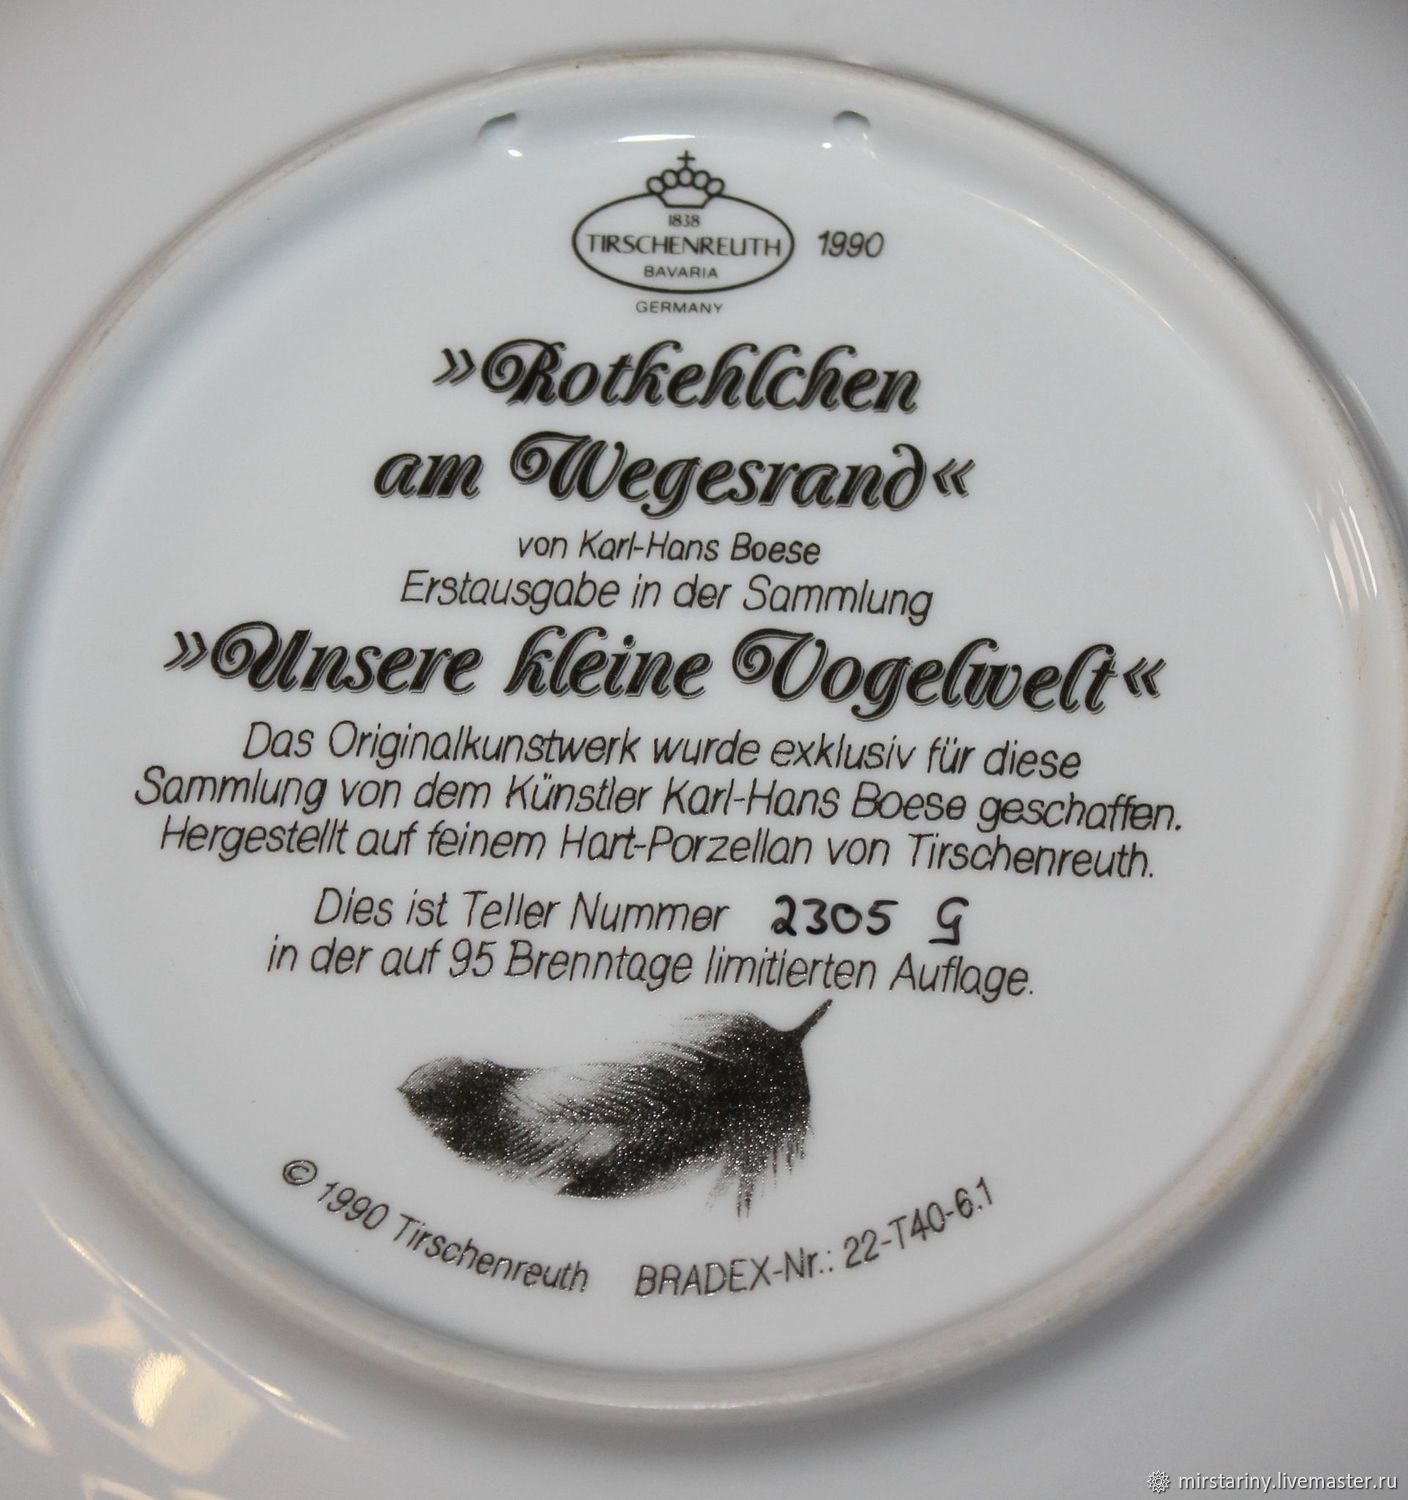 1838
TIRSCHENREUTH
BAVARIA
GERMANY
1990
»Rotkehlchen
am Wegesrand«
von Karl-Hans Boese
Erstausgabe in der Sammlung
»Unsere kleine Vogelwelt«
Das Originalkunstwerk wurde exklusiv für diese
Sammlung von dem Künstler Karl-Hans Boese geschaffen.
Hergestellt auf feinem Hart-Porzellan von Tirschenreuth.
Dies ist Teller Nummer 2305 G
in der auf 95 Brenntage limitierten Auflage.
© 1990 Tirschenreuth BRADEX-Nr.: 22-T40-6.1
mirstariny.livemaster.ru